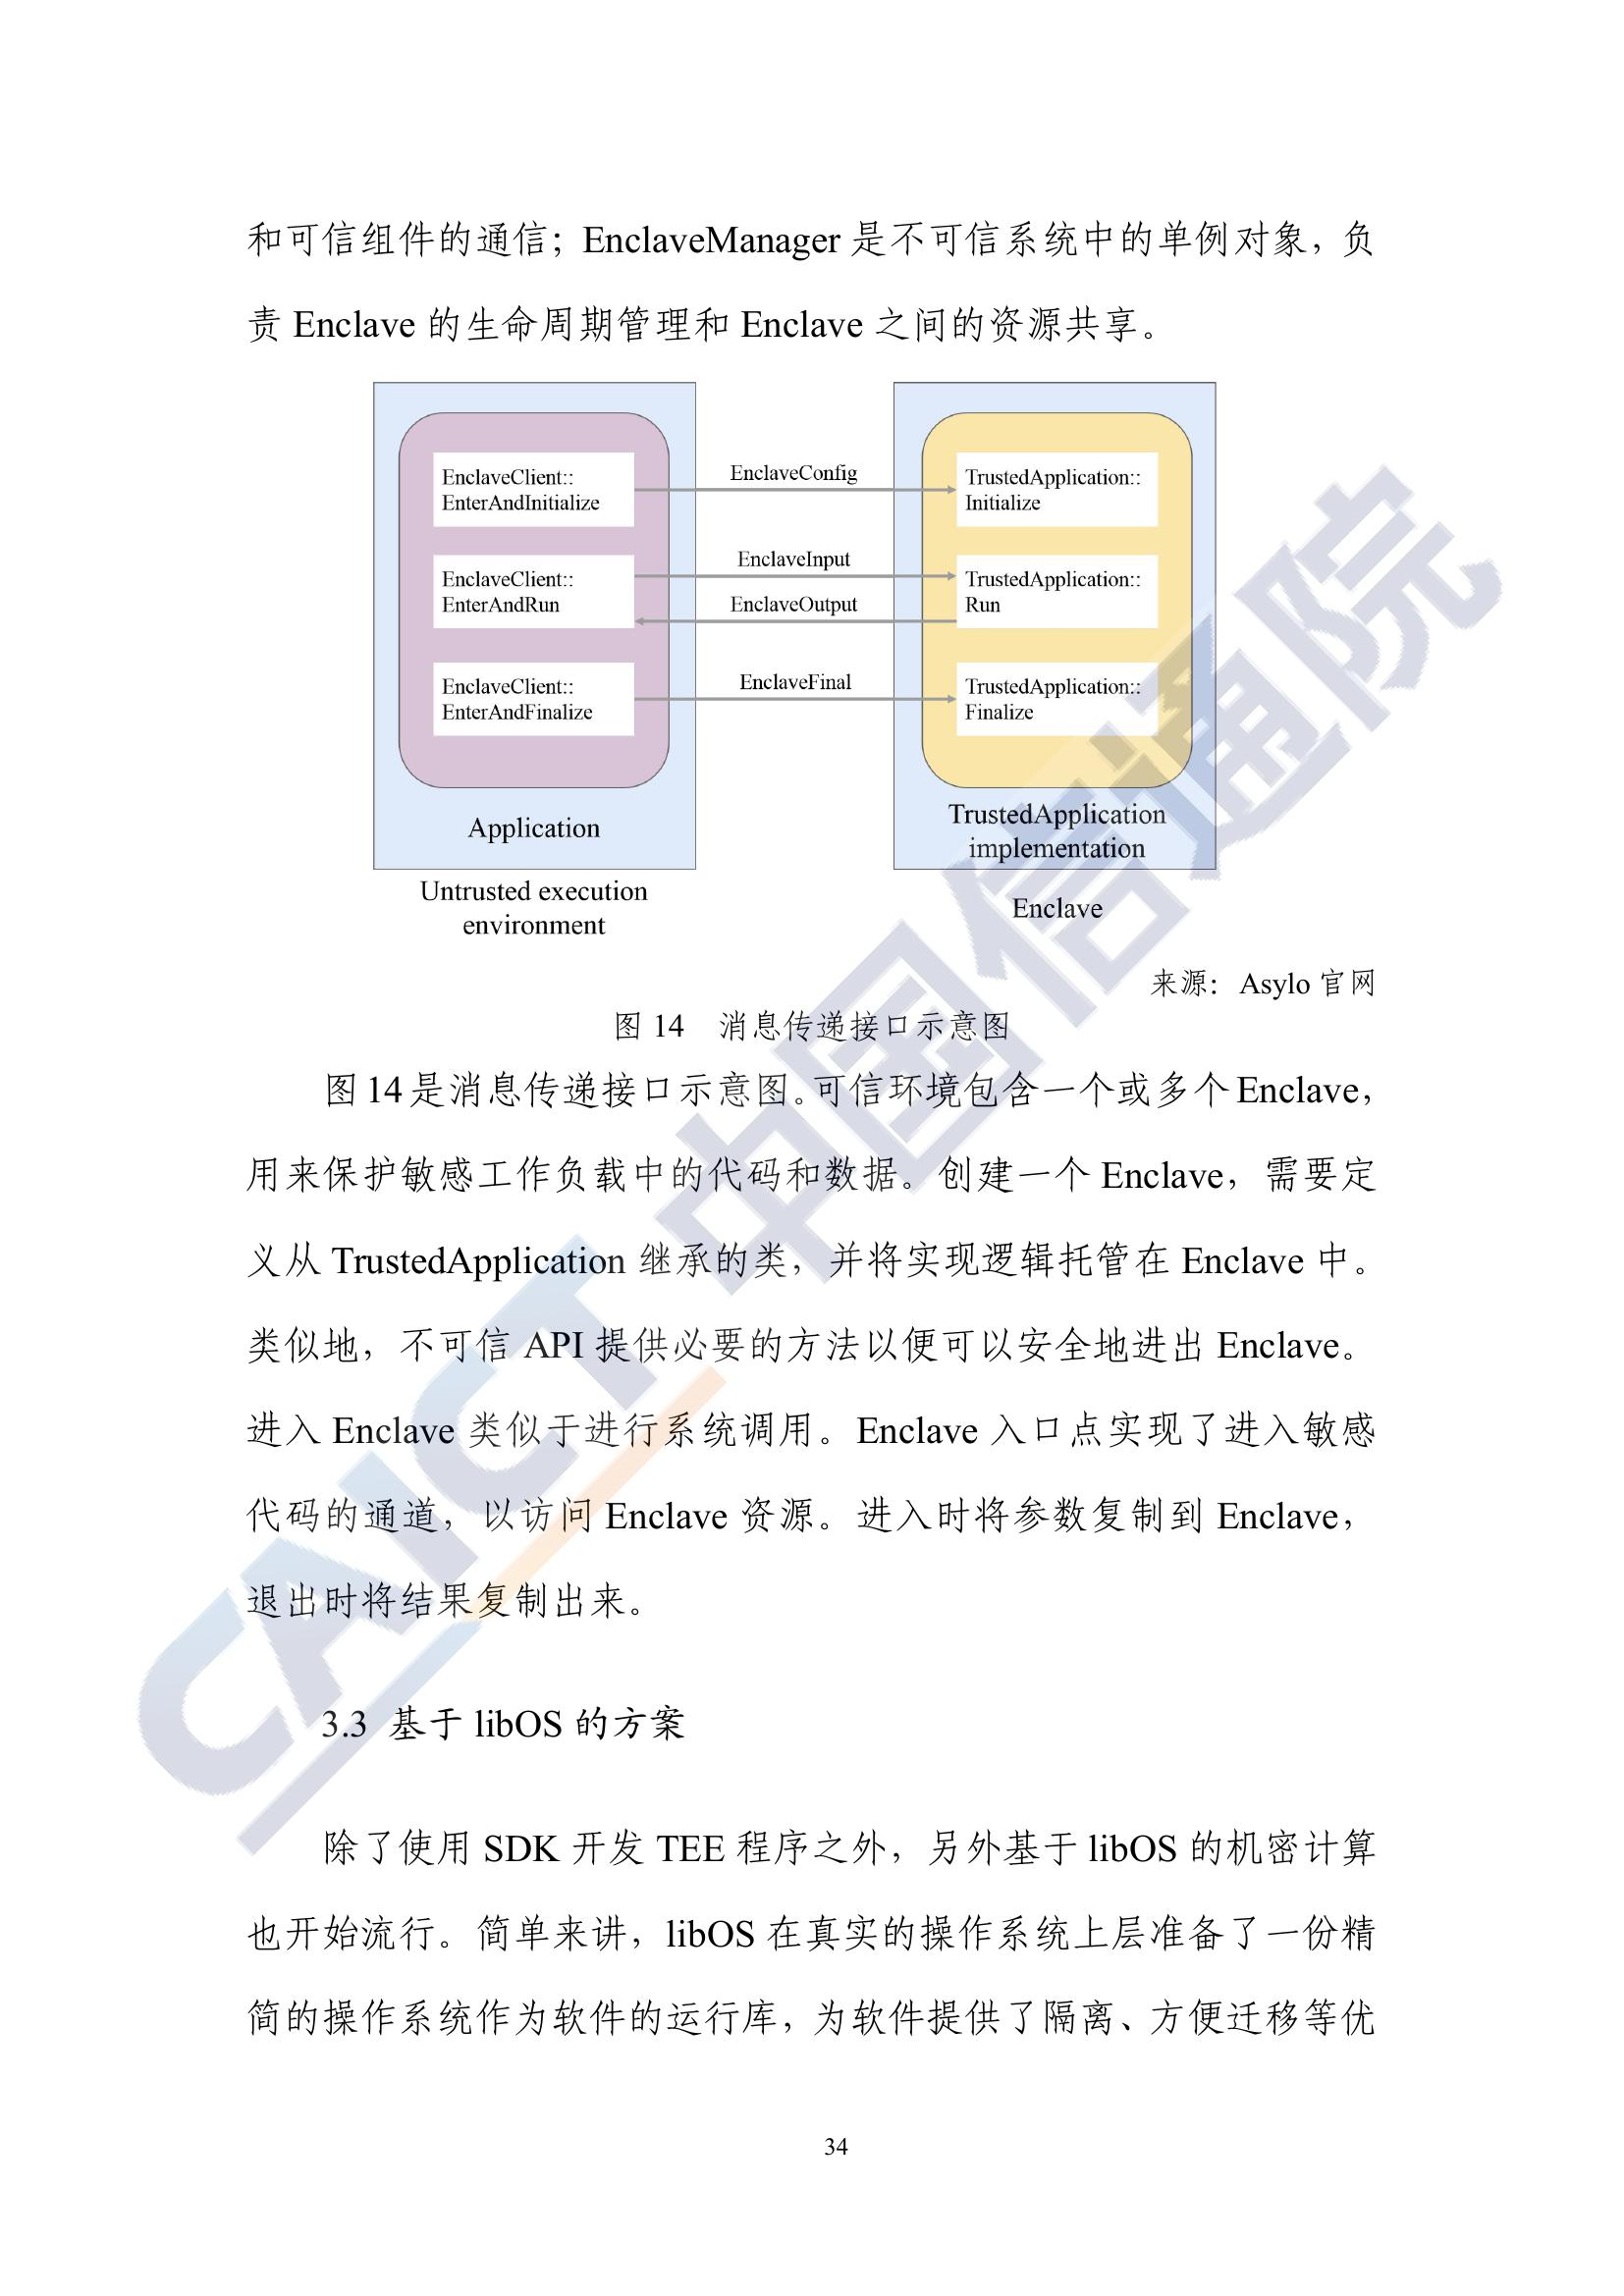 和可信组件的通信；EnclaveManager 是不可信系统中的单例对象，负
责 Enclave 的生命周期管理和 Enclave 之间的资源共享。
EnclaveClient::
EnterAndInitialize
EnclaveConfig
TrustedApplication::
Initialize
EnclaveClient::
EnterAndRun
EnclaveInput
EnclaveOutput
TrustedApplication::
Run
EnclaveClient::
EnterAndFinalize
EnclaveFinal
TrustedApplication::
Finalize
Application
TrustedApplication
implementation
Untrusted execution
environment
Enclave
来源：Asylo 官网
图 14 消息传递接口示意图
图 14 是消息传递接口示意图。可信环境包含一个或多个 Enclave，
用来保护敏感工作负载中的代码和数据。创建一个 Enclave，需要定
义从 TrustedApplication 继承的类，并将实现逻辑托管在 Enclave 中。
类似地，不可信 API 提供必要的方法以便可以安全地进出 Enclave。
进入 Enclave 类似于进行系统调用。Enclave 入口点实现了进入敏感
代码的通道，以访问 Enclave 资源。进入时将参数复制到 Enclave，
退出时将结果复制出来。
3.3 基于 libOS 的方案
除了使用 SDK 开发 TEE 程序之外，另外基于 libOS 的机密计算
也开始流行。简单来讲，libOS 在真实的操作系统上层准备了一份精
简的操作系统作为软件的运行库，为软件提供了隔离、方便迁移等优
34
CAICT 中国信通院